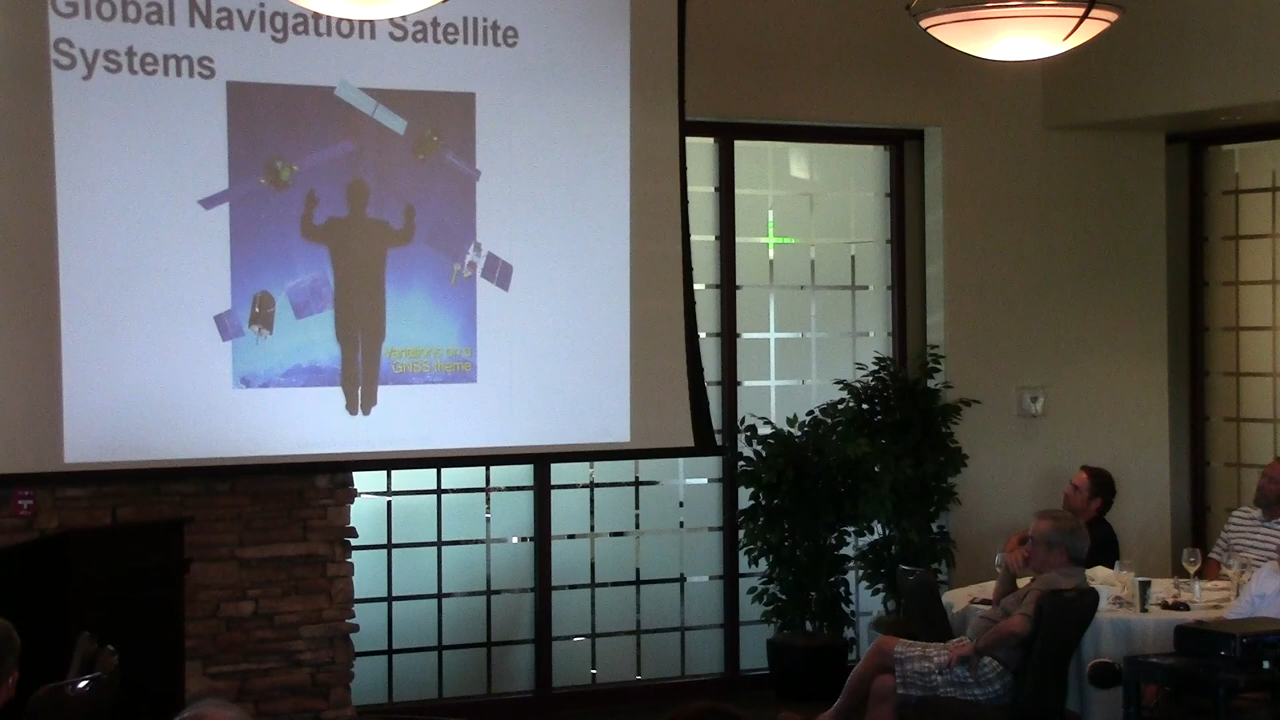 Global Navigation Satellite
Systems
Variations on a
GNSS theme